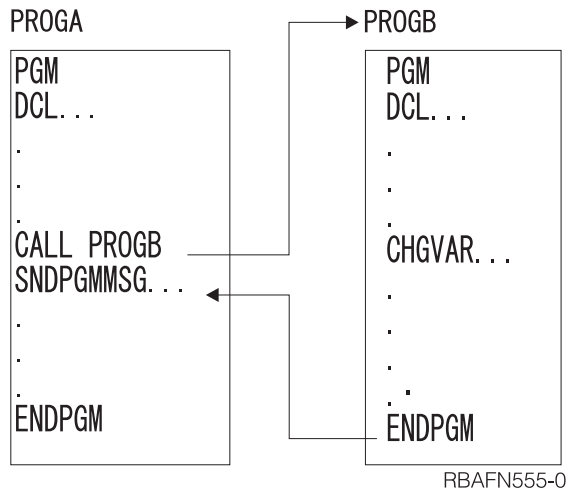 PROGA
PGM
DCL...
.
.
.
CALL PROGB
SNDPGMMSG...
.
.
.
ENDPGM
PROGB
PGM
DCL...
.
.
.
CHGVAR...
.
.
.
. .
ENDPGM
RBAFN555-0